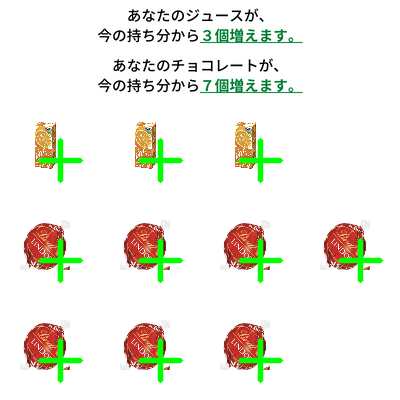 あなたのジュースが、
今の持ち分から３個増えます。
あなたのチョコレートが、
今の持ち分から７個増えます。